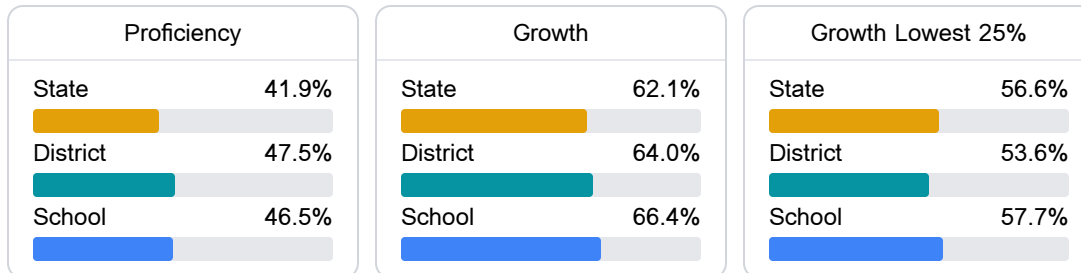 Proficiency
State 41.9%
District 47.5%
School 46.5%
Growth
State 62.1%
District 64.0%
School 66.4%
Growth Lowest 25%
State 56.6%
District 53.6%
School 57.7%